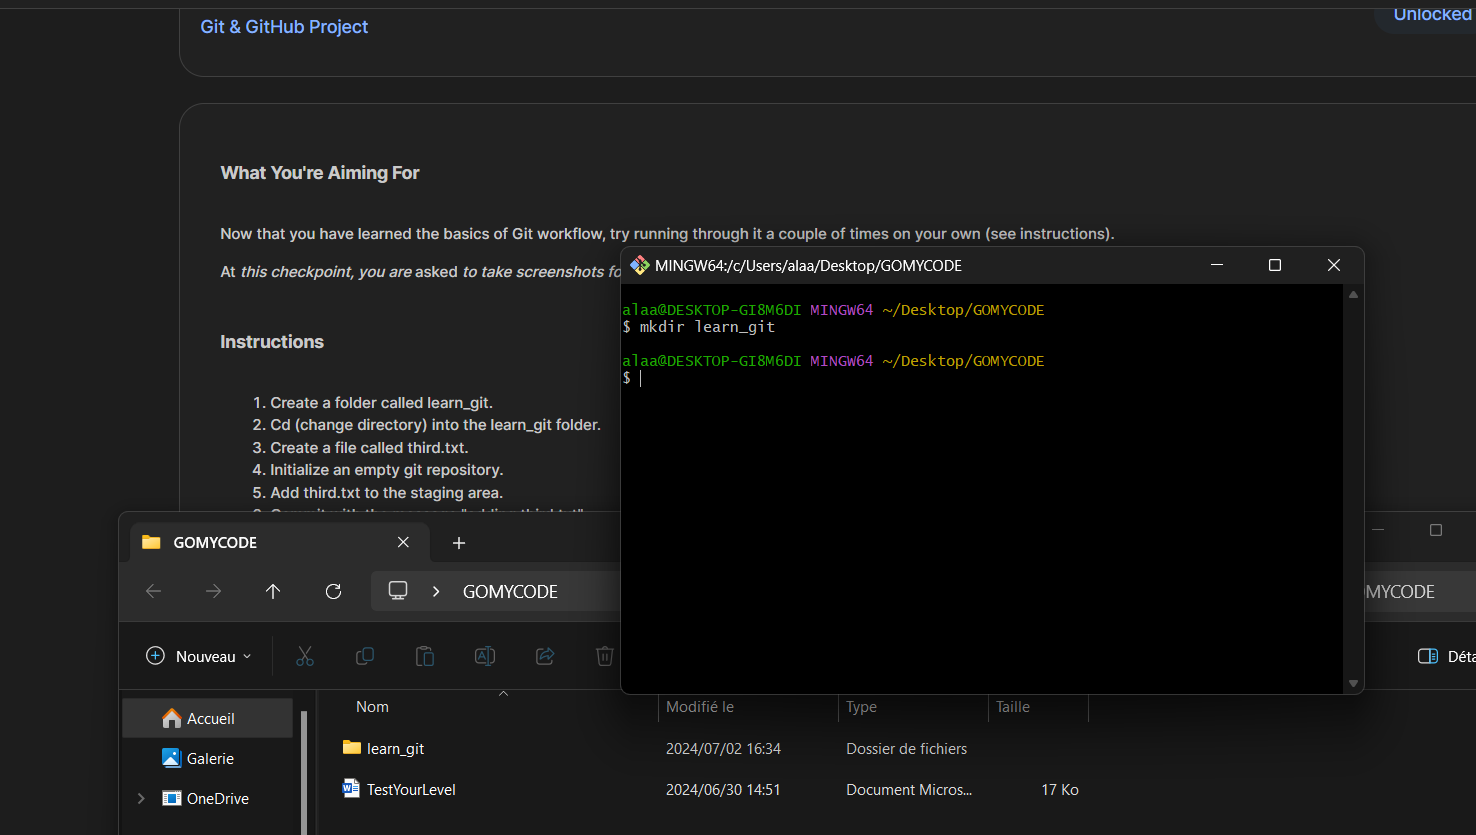 Git & GitHub Project
Unlocked
What You're Aiming For
Now that you have learned the basics of Git workflow, try running through it a couple of times on your own (see instructions).
At this checkpoint, you are asked to take screenshots fo
Instructions
1. Create a folder called learn_git.
2. Cd (change directory) into the learn_git folder.
3. Create a file called third.txt.
4. Initialize an empty git repository.
5. Add third.txt to the staging area.
MINGW64:/c/Users/alaa/Desktop/GOMYCODE
alaa@DESKTOP-GI8M6DI MINGW64 ~/Desktop/GOMYCODE
$ mkdir learn_git
alaa@DESKTOP-GI8M6DI MINGW64 ~/Desktop/GOMYCODE
$
GOMYCODE
GOMYCODE
MYCODE
Nouveau
Déta
Accueil
Galerie
OneDrive
Nom Modifié le Type Taille
learn_git 2024/07/02 16:34 Dossier de fichiers
TestYourLevel 2024/06/30 14:51 Document Micros... 17 Ko